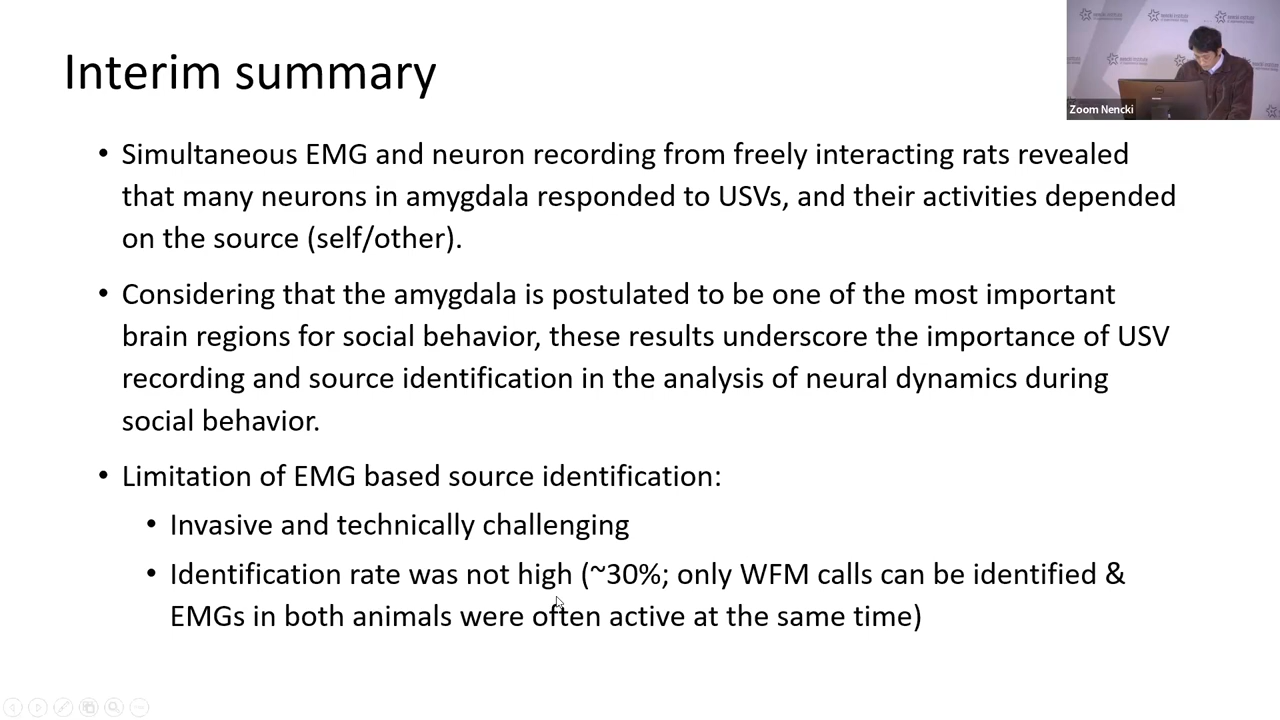 Interim summary
• Simultaneous EMG and neuron recording from freely interacting rats revealed
that many neurons in amygdala responded to USVs, and their activities depended
on the source (self/other).
• Considering that the amygdala is postulated to be one of the most important
brain regions for social behavior, these results underscore the importance of USV
recording and source identification in the analysis of neural dynamics during
social behavior.
• Limitation of EMG based source identification:
• Invasive and technically challenging
• Identification rate was not high (~30%; only WFM calls can be identified &
EMGs in both animals were often active at the same time)
Zoom Nencki